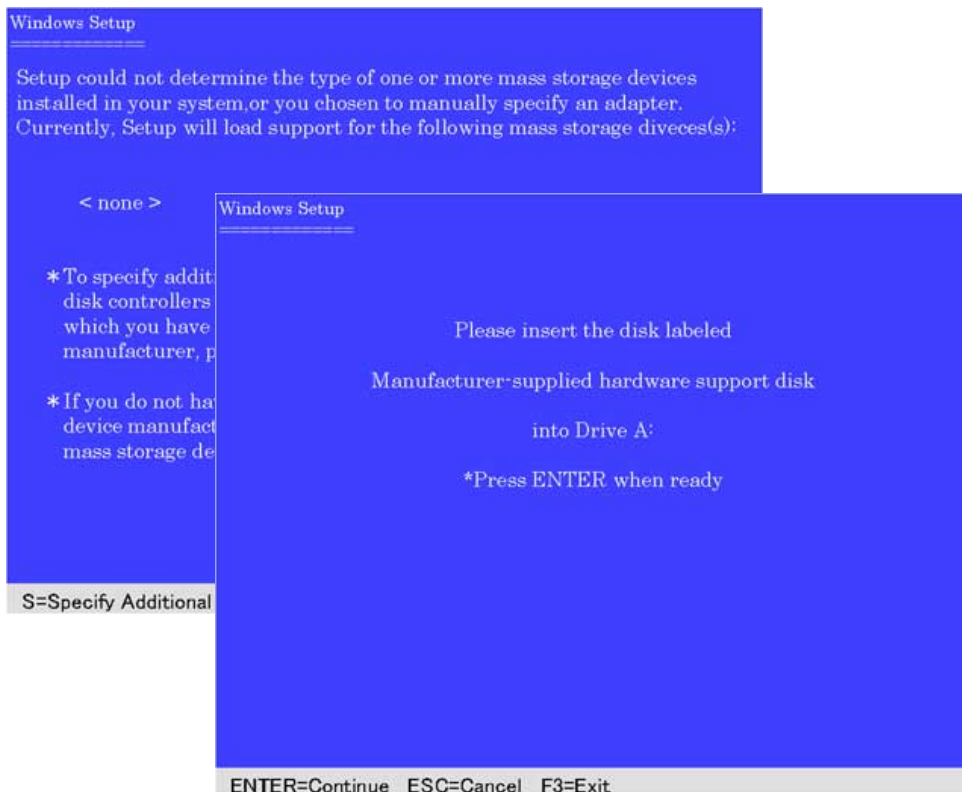 Windows Setup
=============
Setup could not determine the type of one or more mass storage devices
installed in your system,or you chosen to manually specify an adapter.
Currently, Setup will load support for the following mass storage diveces(s):
< none >
*To specify addit
disk controllers
which you have
manufacturer, p
*If you do not ha
device manufact
mass storage de
S=Specify Additional
Windows Setup
=============
Please insert the disk labeled
Manufacturer-supplied hardware support disk
into Drive A:
*Press ENTER when ready
ENTER=Continue ESC=Cancel F3=Exit